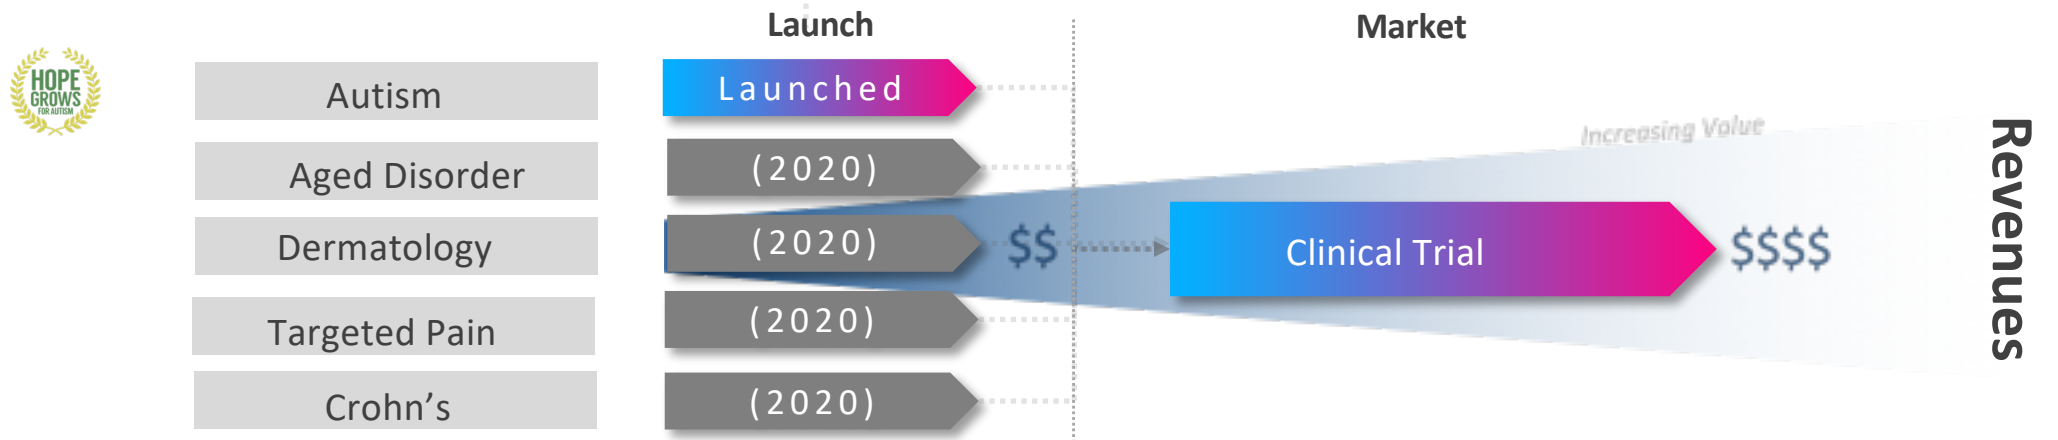 Launch
Market
HOPE
GROWS
FOR AUTISM
Autism
Launched
Increasing Value
Aged Disorder
(2020)
Dermatology
(2020)
$$
Clinical Trial
$$$$
Revenues
Targeted Pain
(2020)
Crohn’s
(2020)